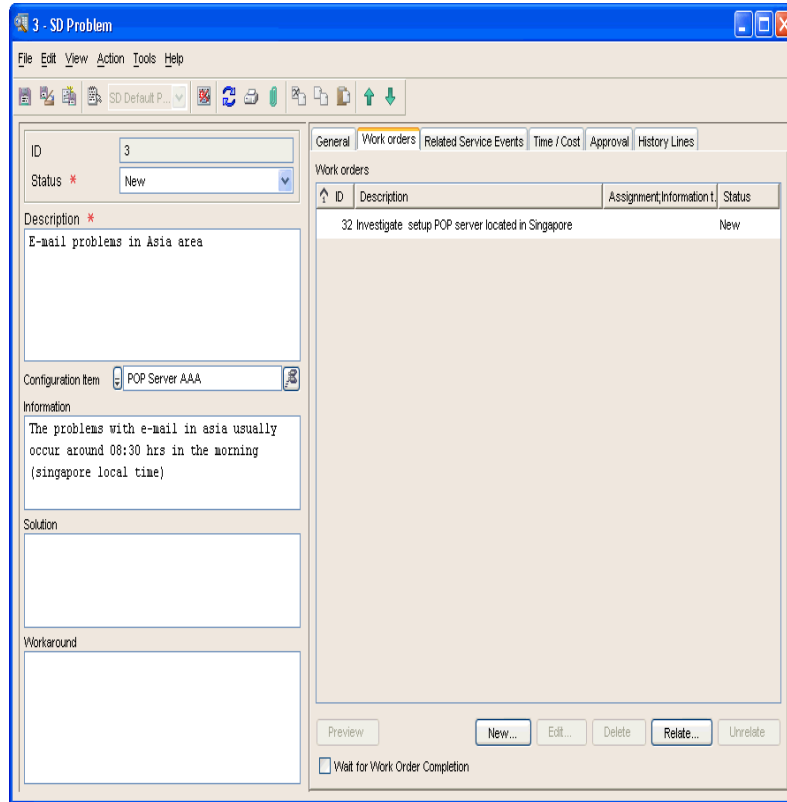 3 - SD Problem
File Edit View Action Tools Help
SD Default P...
ID 3
Status * New
Description *
E-mail problems in Asia area
Configuration Item POP Server AAA
Information
The problems with e-mail in asia usually
occur around 08:30 hrs in the morning
(singapore local time)
Solution
Workaround
General Work orders Related Service Events Time / Cost Approval History Lines
Work orders
1 ID Description Assignment;Information t. Status
32 Investigate setup POP server located in Singapore New
Preview New... Edit... Delete Relate... Unrelate
Wait for Work Order Completion